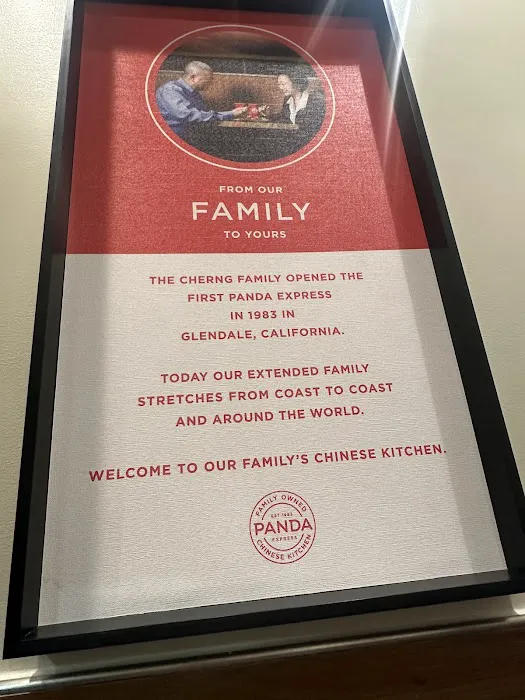 FROM OUR
FAMILY
TO YOURS
THE CHERNG FAMILY OPENED THE
FIRST PANDA EXPRESS
IN 1983 IN
GLENDALE, CALIFORNIA.
TODAY OUR EXTENDED FAMILY
STRETCHES FROM COAST TO COAST
AND AROUND THE WORLD.
WELCOME TO OUR FAMILY'S CHINESE KITCHEN.
FAMILY OWNED
EST 1983
PANDA
EXPRESS
CHINESE KITCHEN